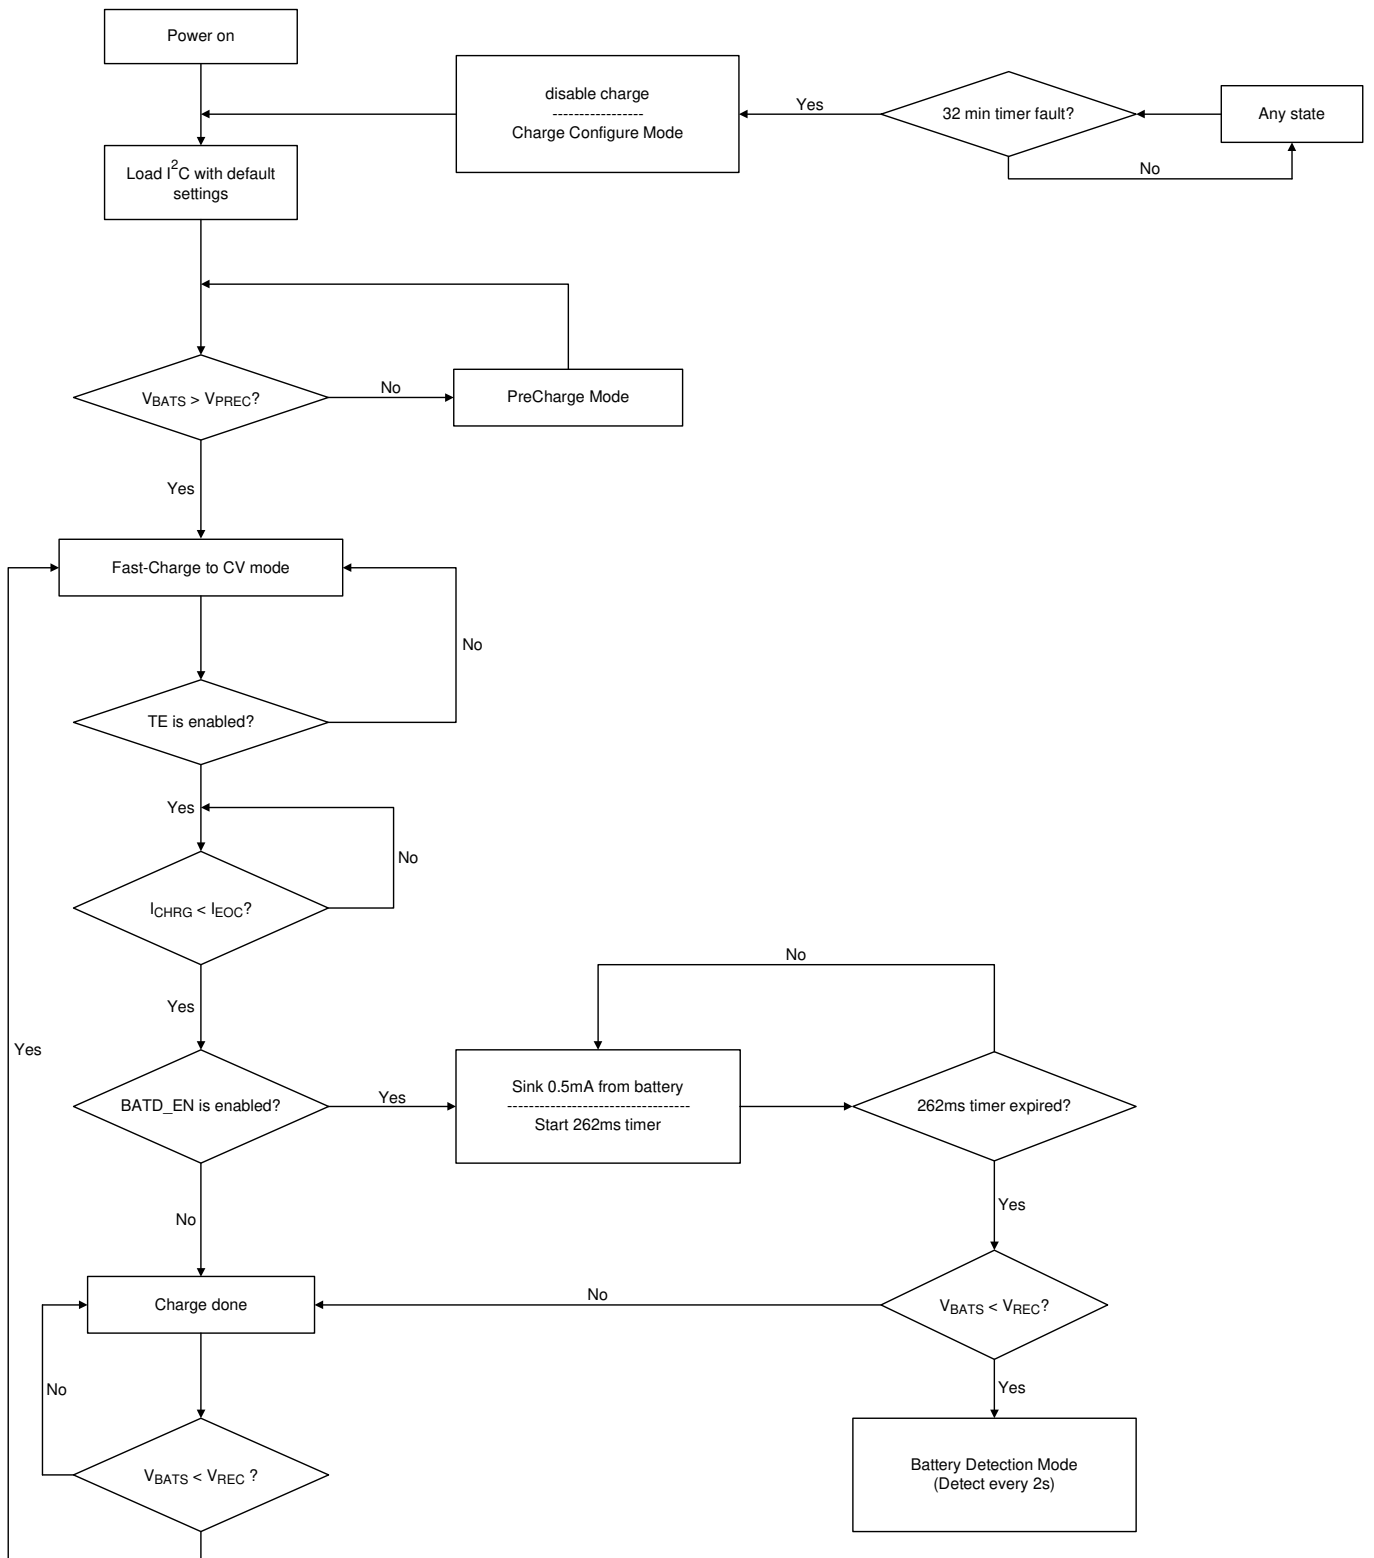 Power on
disable charge
-----------------
Charge Configure Mode
Yes
32 min timer fault?
Any state
No
Load I²C with default
settings
VBATS > VPREC?
No
PreCharge Mode
Yes
Fast-Charge to CV mode
No
TE is enabled?
Yes
No
ICHRG < IEOC?
No
Yes
Yes
BATD_EN is enabled?
Yes
Sink 0.5mA from battery
----------------------------------
Start 262ms timer
262ms timer expired?
Yes
No
Charge done
No
VBATS < VREC?
No
Yes
VBATS < VREC ?
Battery Detection Mode
(Detect every 2s)